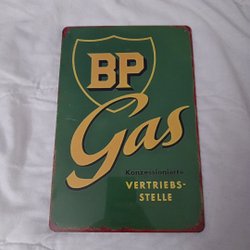 BP
Gas
Konzessionierte
VERTRIEBS-
STELLE